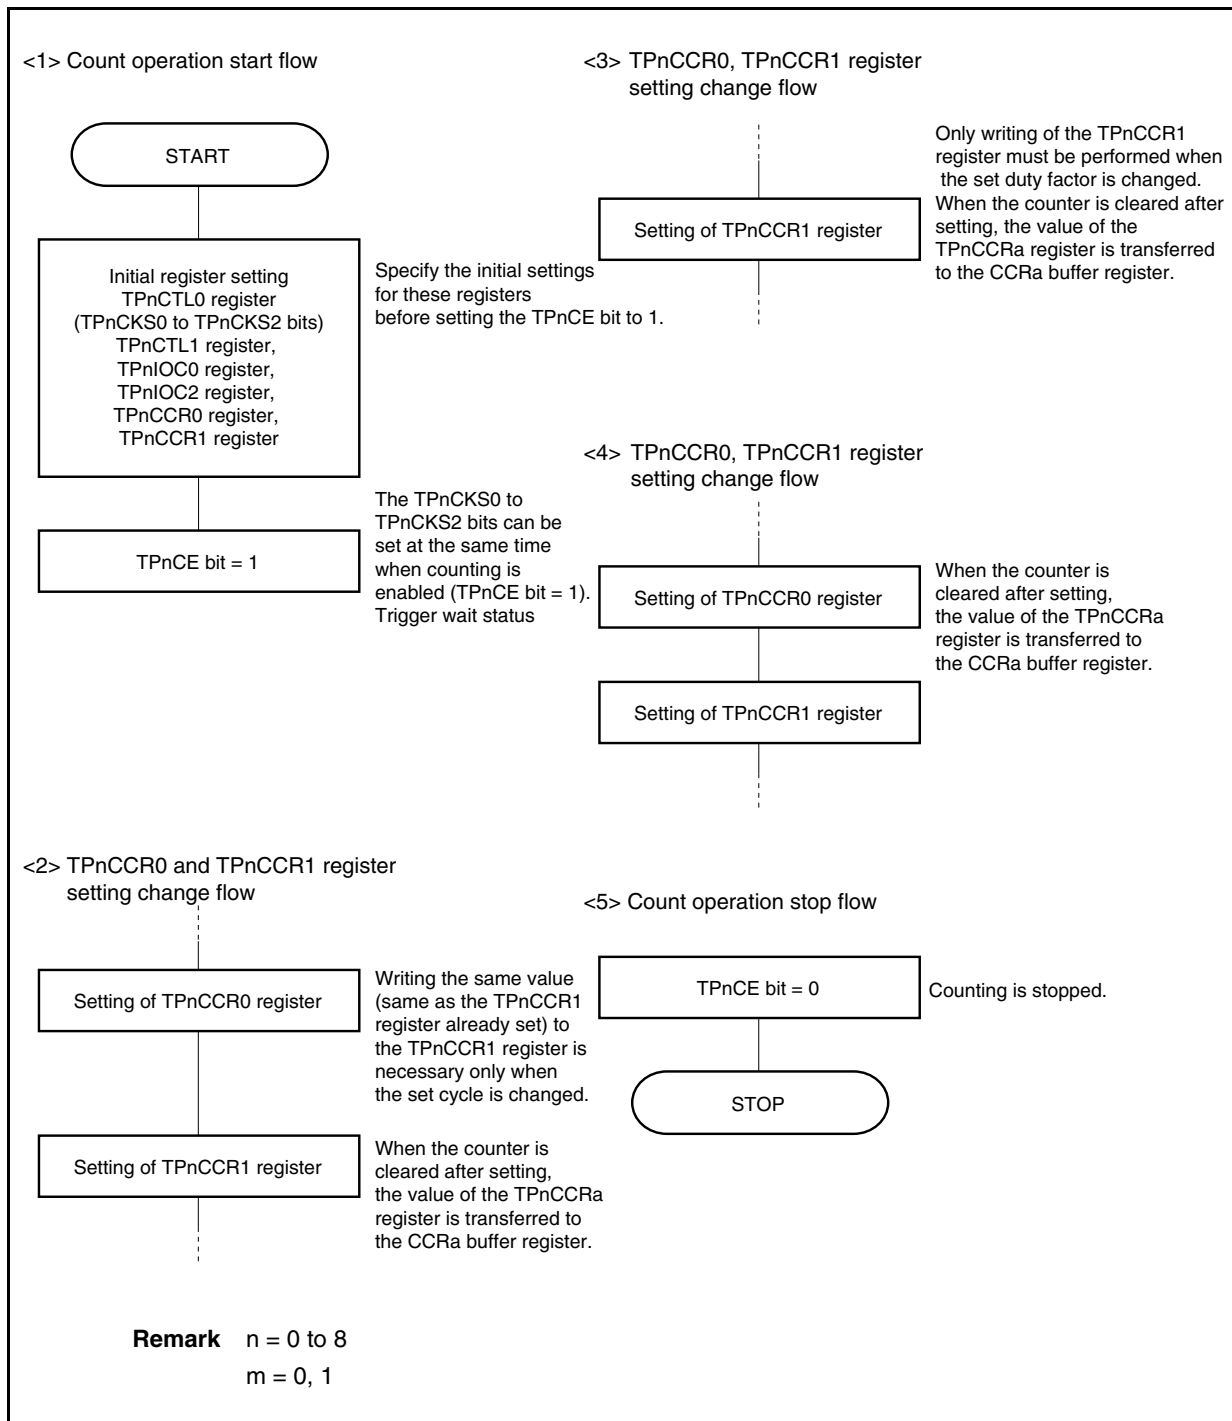 <1> Count operation start flow
START
Initial register setting
TPnCTL0 register
(TPnCKS0 to TPnCKS2 bits)
TPnCTL1 register,
TPnIOC0 register,
TPnIOC2 register,
TPnCCR0 register,
TPnCCR1 register
Specify the initial settings
for these registers
before setting the TPnCE bit to 1.
TPnCE bit = 1
The TPnCKS0 to
TPnCKS2 bits can be
set at the same time
when counting is
enabled (TPnCE bit = 1).
Trigger wait status
<2> TPnCCR0 and TPnCCR1 register
setting change flow
Setting of TPnCCR0 register
Writing the same value
(same as the TPnCCR1
register already set) to
the TPnCCR1 register is
necessary only when
the set cycle is changed.
Setting of TPnCCR1 register
When the counter is
cleared after setting,
the value of the TPnCCRa
register is transferred to
the CCRa buffer register.
<3> TPnCCR0, TPnCCR1 register
setting change flow
Setting of TPnCCR1 register
Only writing of the TPnCCR1
register must be performed when
the set duty factor is changed.
When the counter is cleared after
setting, the value of the
TPnCCRa register is transferred
to the CCRa buffer register.
<4> TPnCCR0, TPnCCR1 register
setting change flow
Setting of TPnCCR0 register
When the counter is
cleared after setting,
the value of the TPnCCRa
register is transferred to
the CCRa buffer register.
Setting of TPnCCR1 register
<5> Count operation stop flow
TPnCE bit = 0
Counting is stopped.
STOP
Remark n = 0 to 8
m = 0, 1